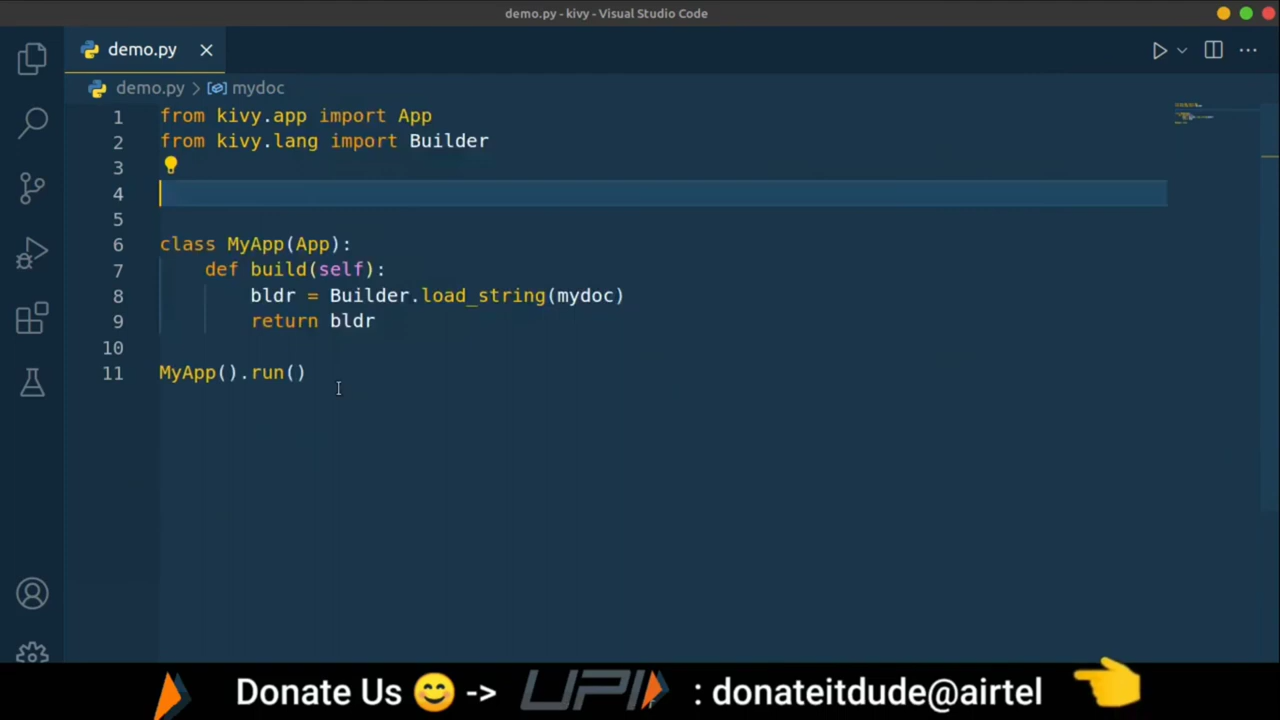 demo.py - kivy - Visual Studio Code
demo.py
demo.py > mydoc
1 from kivy.app import App
2 from kivy.lang import Builder
3
4
5
6 class MyApp(App):
7 def build(self):
8 bldr = Builder.load_string(mydoc)
9 return bldr
10
11 MyApp().run()
Donate Us 😊 -> UPI : donateitdude@airtel